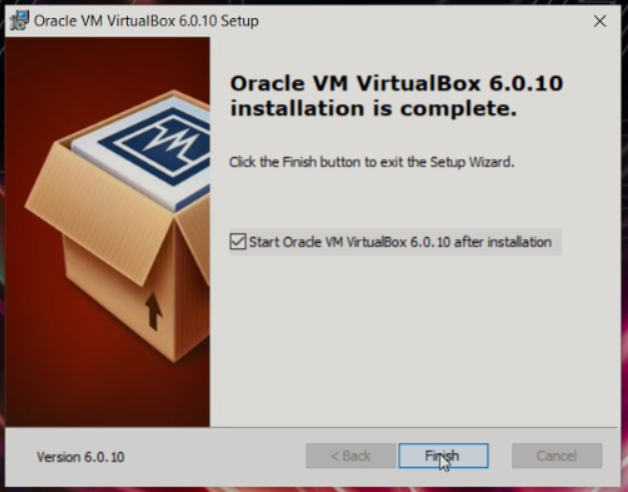 Oracle VM VirtualBox 6.0.10 Setup
Oracle VM VirtualBox 6.0.10
installation is complete.
Click the Finish button to exit the Setup Wizard.
Start Oracle VM VirtualBox 6.0.10 after installation
Version 6.0.10
< Back
Finish
Cancel